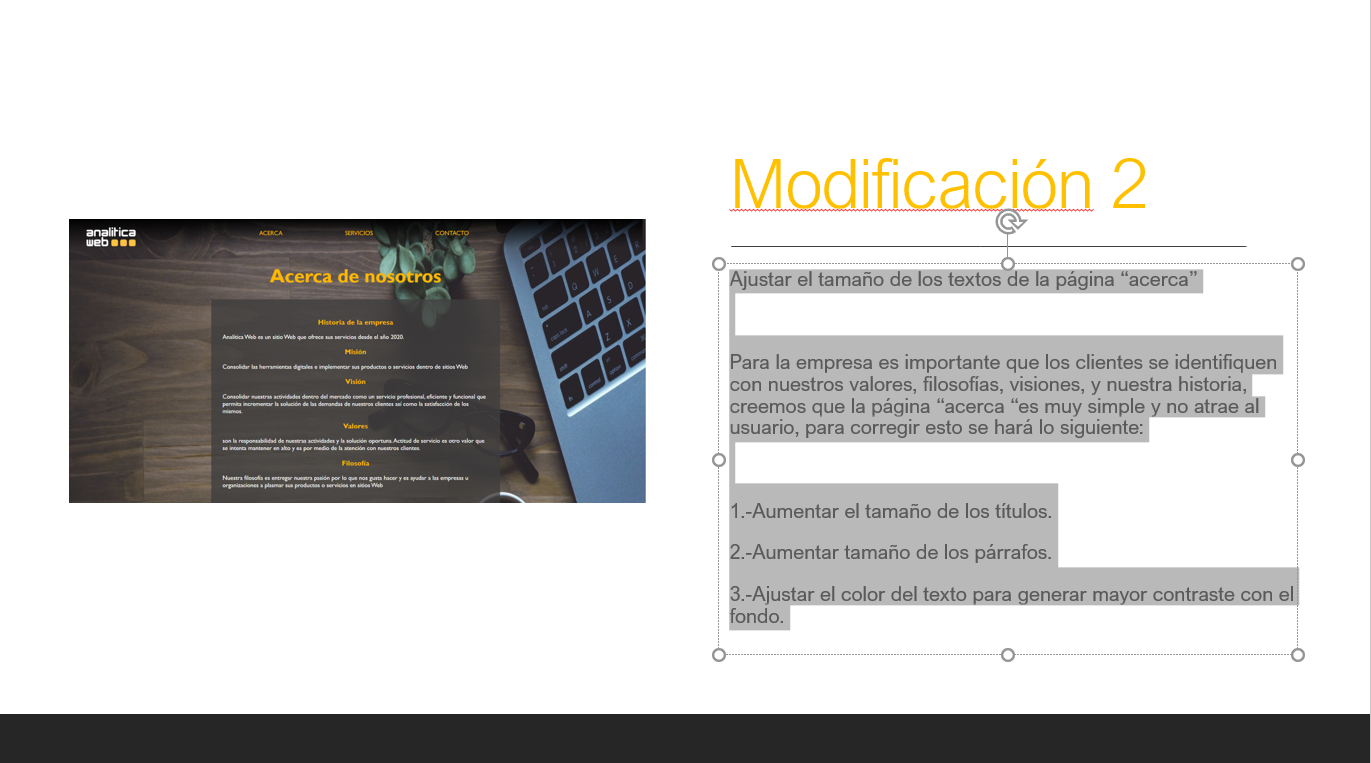 analítica
web
ACERCA
SERVICIOS
CONTACTO
Acerca de nosotros
Historia de la empresa
Analítica Web es un sitio Web que ofrece sus servicios desde el año 2020.
Misión
Consolidar las herramientas digitales e implementar sus productos o servicios dentro de sitios Web
Visión
Consolidar nuestras actividades dentro del mercado como un servicio profesional, eficiente y funcional que
permita incrementar la solución de las demandas de nuestros clientes así como la satisfacción de los
mismos.
Valores
son la responsabilidad de nuestras actividades y la solución oportuna. Actitud de servicio es otro valor que
se intenta mantener en alto y es por medio de la atención con nuestros clientes.
Filosofía
Nuestra filosofía es entregar nuestra pasión por lo que nos gusta hacer y es ayudar a las empresas u
organizaciones a plasmar sus productos o servicios en sitios Web
Modificación 2
Ajustar el tamaño de los textos de la página “acerca”
Para la empresa es importante que los clientes se identifiquen
con nuestros valores, filosofías, visiones, y nuestra historia,
creemos que la página “acerca “es muy simple y no atrae al
usuario, para corregir esto se hará lo siguiente:
1.-Aumentar el tamaño de los títulos.
2.-Aumentar tamaño de los párrafos.
3.-Ajustar el color del texto para generar mayor contraste con el
fondo.